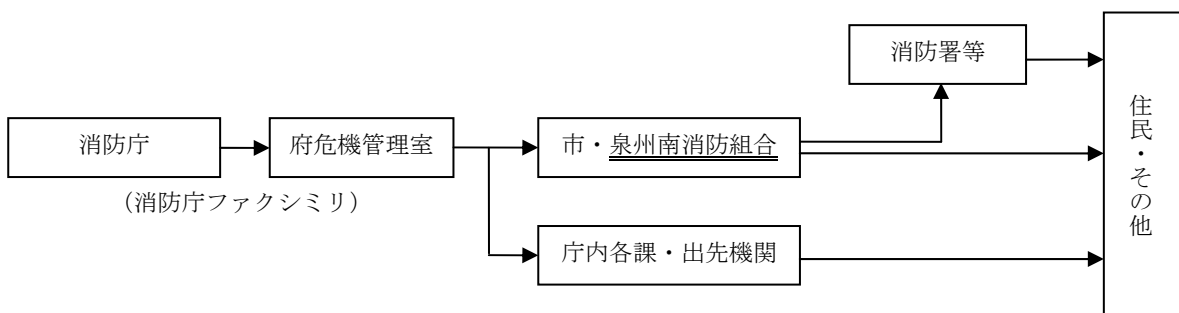 消防署等
消防庁
府危機管理室
市・泉州南消防組合
住民・その他
（消防庁ファクシミリ）
庁内各課・出先機関